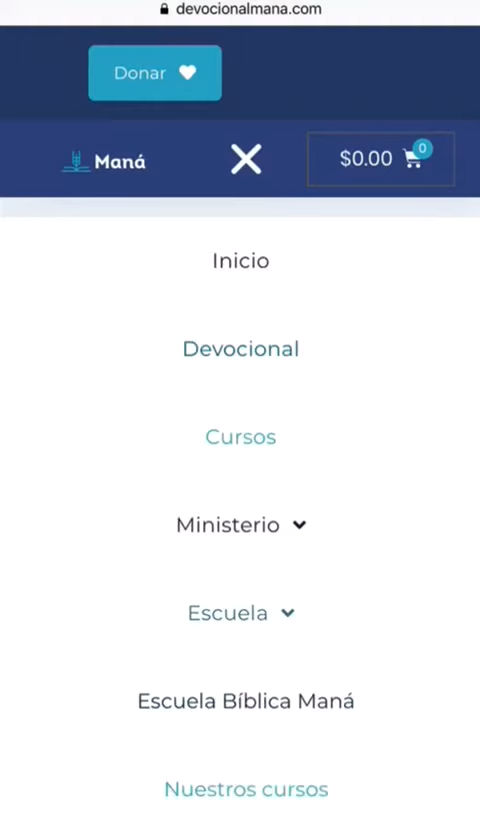 devocionalmana.com
Donar
Maná
$0.00
0
Inicio
Devocional
Cursos
Ministerio
Escuela
Escuela Bíblica Maná
Nuestros cursos